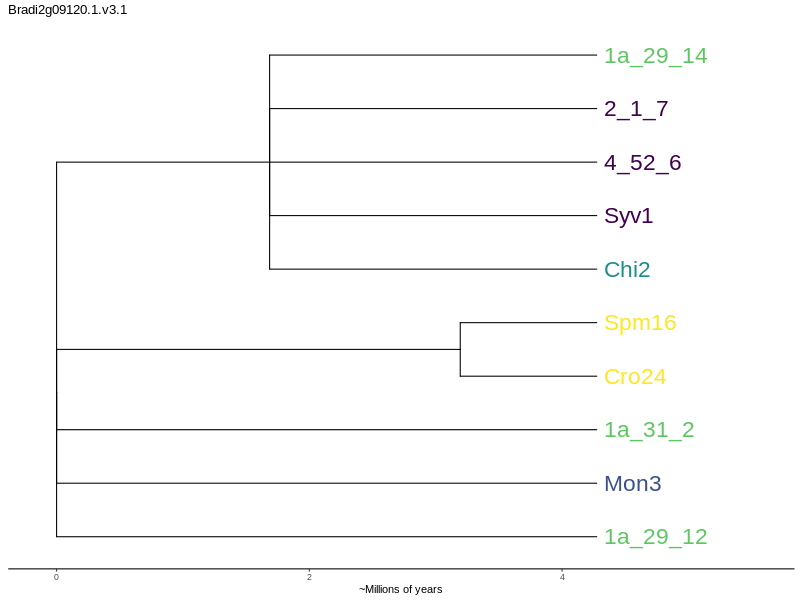 Bradi2g09120.1.v3.1
1a_29_14
2_1_7
4_52_6
Syv1
Chi2
Spm16
Cro24
1a_31_2
Mon3
1a_29_12
0 2 4
~Millions of years